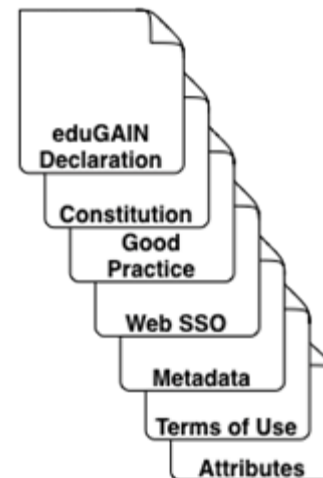 eduGAIN
Declaration
Constitution
Good
Practice
Web SSO
Metadata
Terms of Use
Attributes